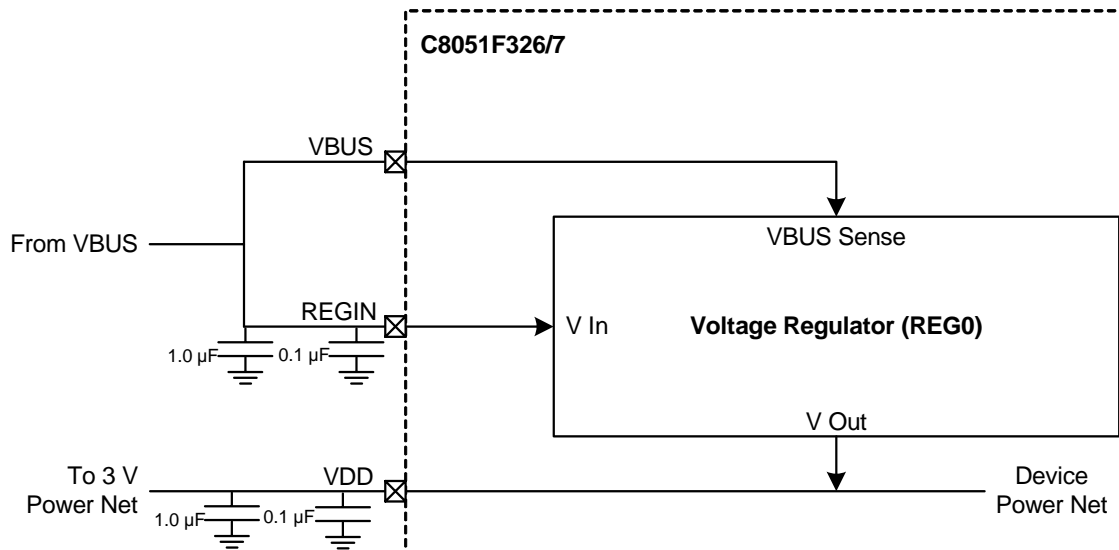 C8051F326/7
VBUS
From VBUS
VBUS Sense
REGIN
V In
Voltage Regulator (REG0)
1.0 µF
0.1 µF
V Out
To 3 V
Power Net
VDD
Device
Power Net
1.0 µF
0.1 µF